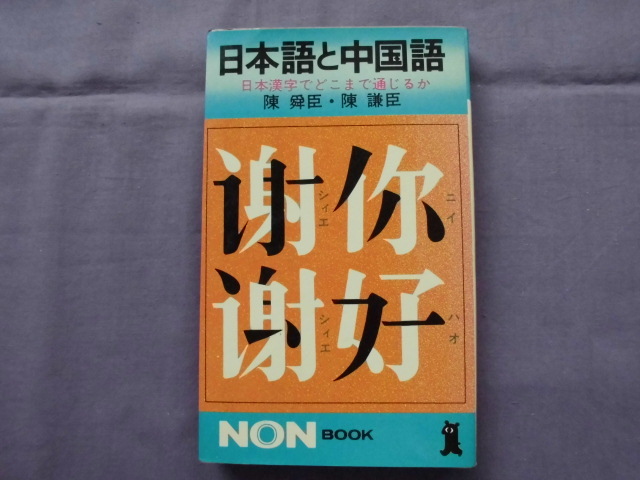 日本語と中国語
日本漢字でどこまで通じるか
陳 舜臣・陳 謙臣
你好
ニイ
ハオ
谢谢
シィエ
シィエ
NON BOOK